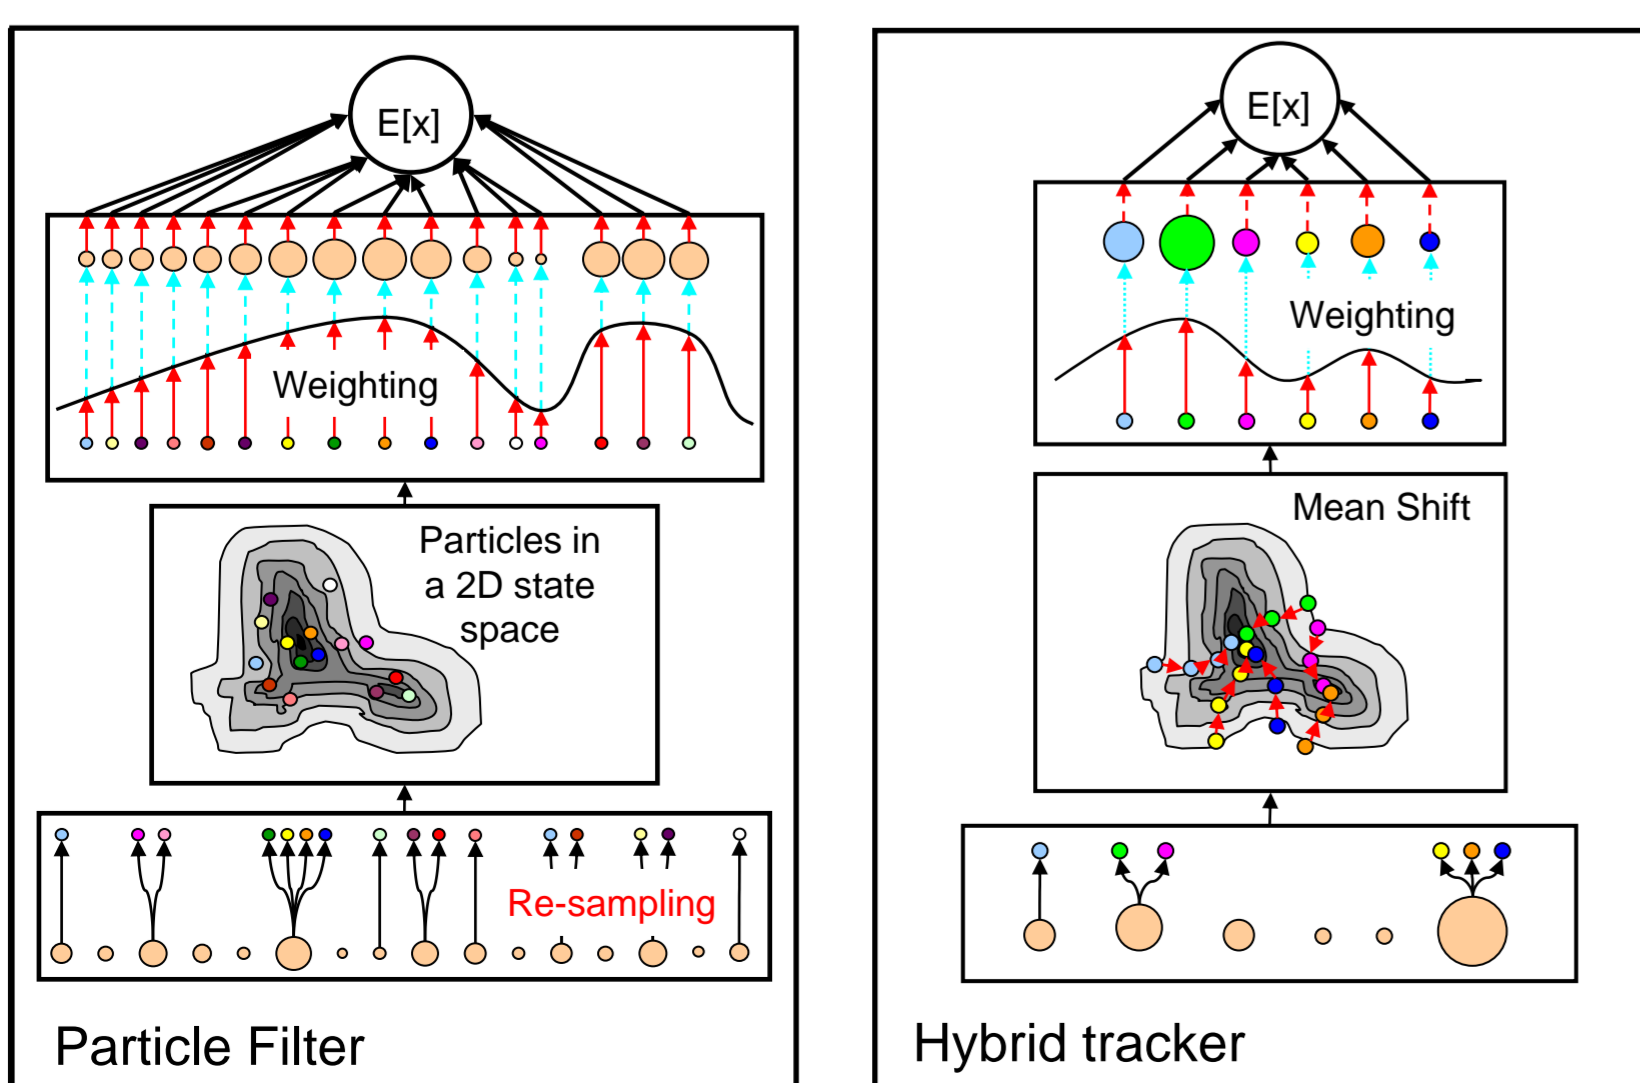 E[x]
Weighting
Particles in
a 2D state
space
Re-sampling
Particle Filter
E[x]
Weighting
Mean Shift
Hybrid tracker